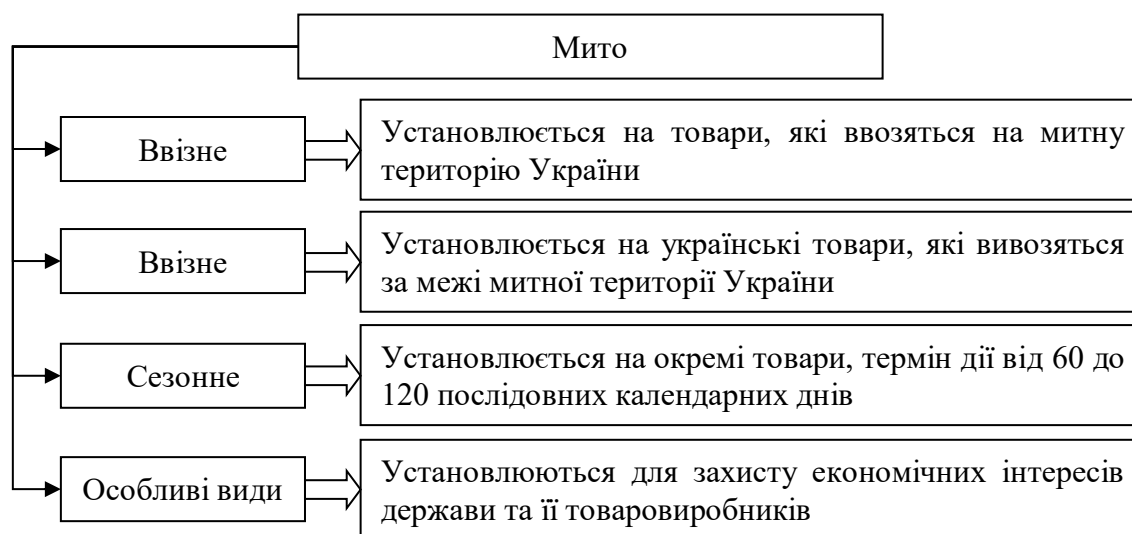 Мито
Ввізне
Установлюється на товари, які ввозяться на митну
територію України
Ввізне
Установлюється на українські товари, які вивозяться
за межі митної території України
Сезонне
Установлюється на окремі товари, термін дії від 60 до
120 послідовних календарних днів
Особливі види
Установлюються для захисту економічних інтересів
держави та її товаровиробників